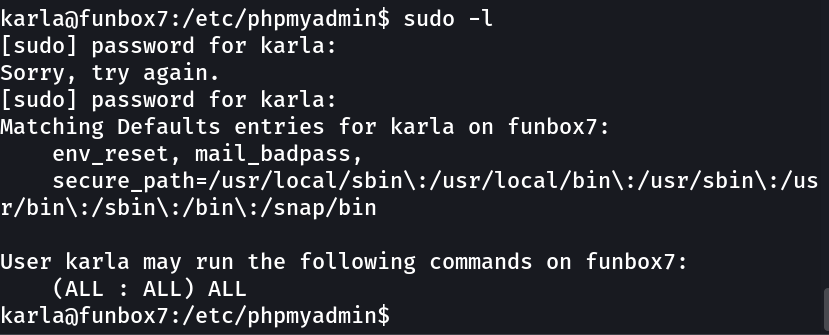 karla@funbox7:/etc/phpmyadmin$ sudo -l
[sudo] password for karla:
Sorry, try again.
[sudo] password for karla:
Matching Defaults entries for karla on funbox7:
    env_reset, mail_badpass,
    secure_path=/usr/local/sbin\:/usr/local/bin\:/usr/sbin\:/us
r/bin\:/sbin\:/bin\:/snap/bin

User karla may run the following commands on funbox7:
    (ALL : ALL) ALL
karla@funbox7:/etc/phpmyadmin$